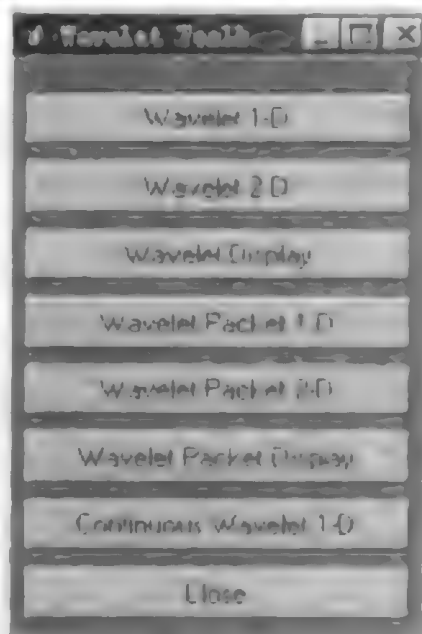 Wavelet
Wavelet 1-D
Wavelet 2-D
Wavelet Display
Wavelet Packet 1-D
Wavelet Packet 2-D
Wavelet Packet Display
Continuous Wavelet 1-D
Close